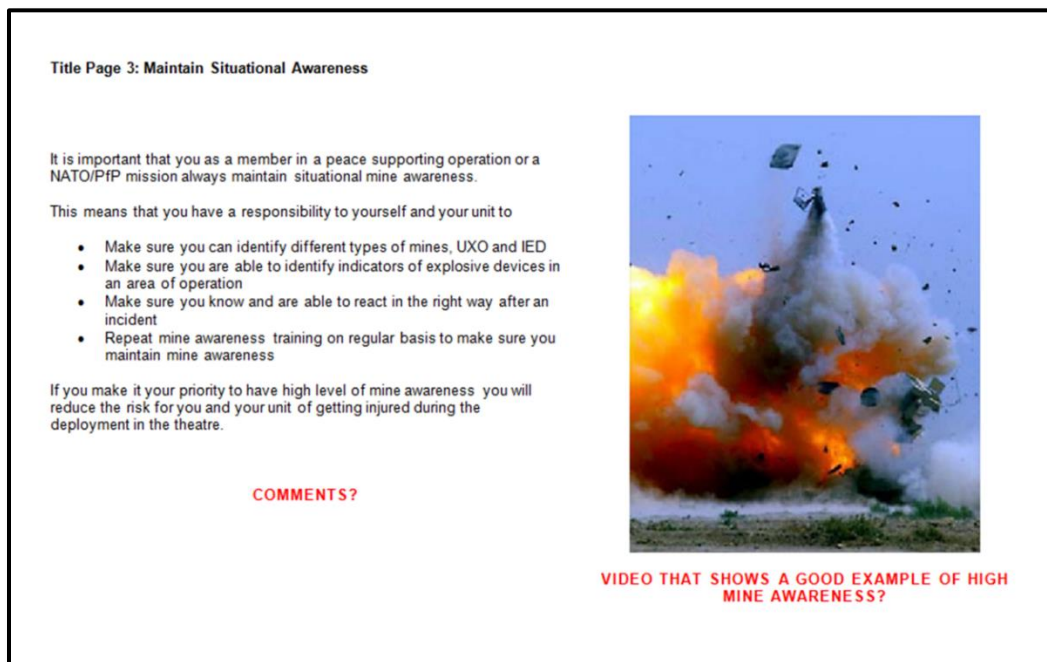 Title Page 3: Maintain Situational Awareness
It is important that you as a member in a peace supporting operation or a
NATO/PfP mission always maintain situational mine awareness.
This means that you have a responsibility to yourself and your unit to
• Make sure you can identify different types of mines, UXO and IED
• Make sure you are able to identify indicators of explosive devices in
an area of operation
• Make sure you know and are able to react in the right way after an
incident
• Repeat mine awareness training on regular basis to make sure you
maintain mine awareness
If you make it your priority to have high level of mine awareness you will
reduce the risk for you and your unit of getting injured during the
deployment in the theatre.
COMMENTS?
VIDEO THAT SHOWS A GOOD EXAMPLE OF HIGH
MINE AWARENESS?